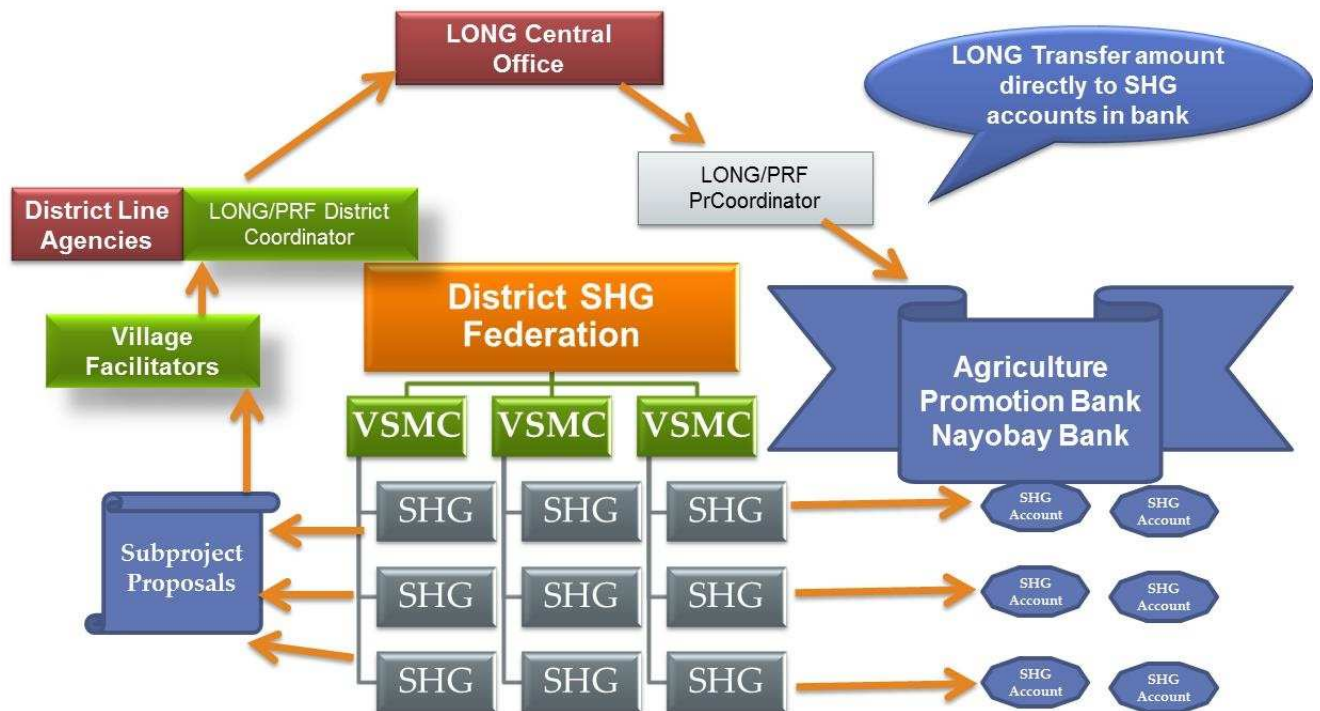 LONG Central
Office
LONG Transfer amount
directly to SHG
accounts in bank
LONG/PRF
PrCoordinator
District Line
Agencies
LONG/PRF District
Coordinator
District SHG
Federation
Village
Facilitators
Agriculture
Promotion Bank
Nayobay Bank
VSMC
VSMC
VSMC
Subproject
Proposals
SHG
SHG
SHG
SHG
Account
SHG
Account
SHG
SHG
SHG
SHG
Account
SHG
Account
SHG
SHG
SHG
SHG
Account
SHG
Account